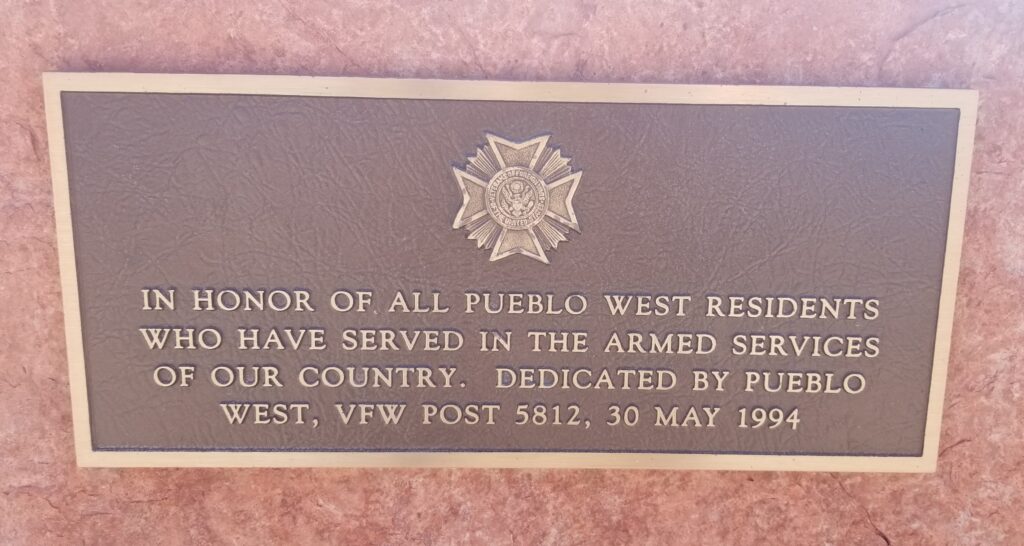 IN HONOR OF ALL PUEBLO WEST RESIDENTS
WHO HAVE SERVED IN THE ARMED SERVICES
OF OUR COUNTRY. DEDICATED BY PUEBLO
WEST, VFW POST 5812, 30 MAY 1994